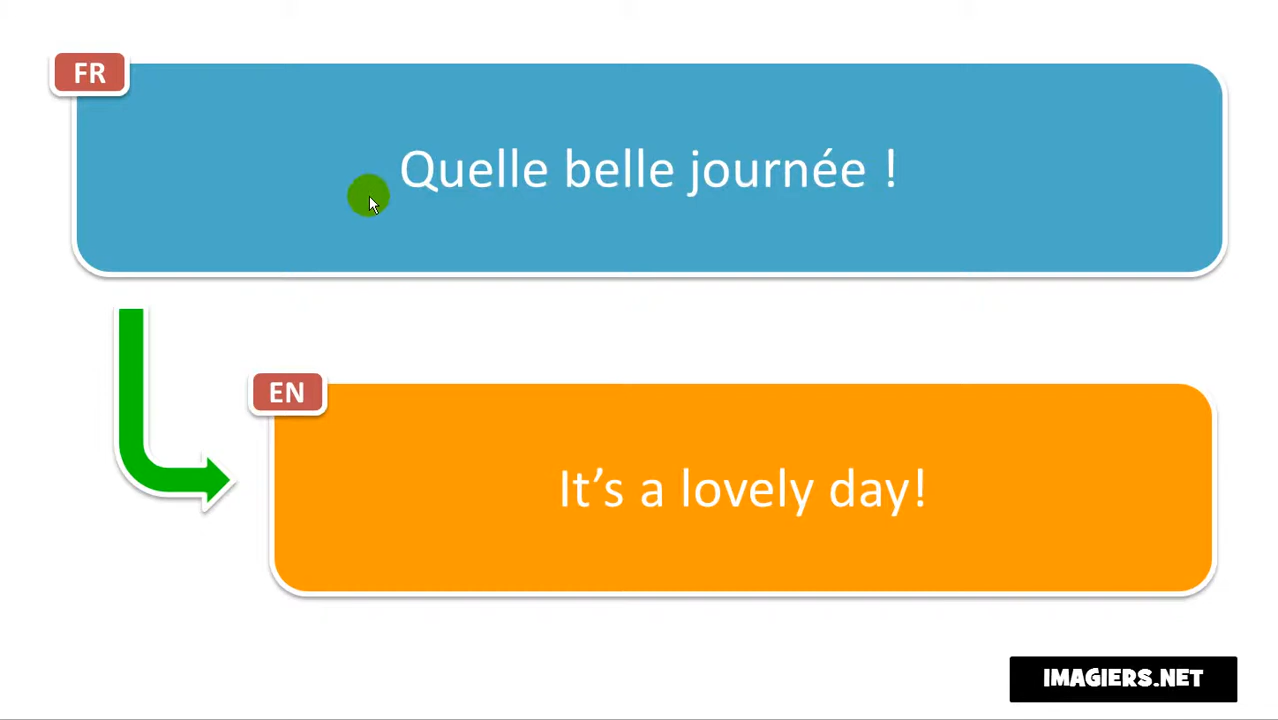 FR
Quelle belle journée !
EN
It’s a lovely day!
IMAGIERS.NET